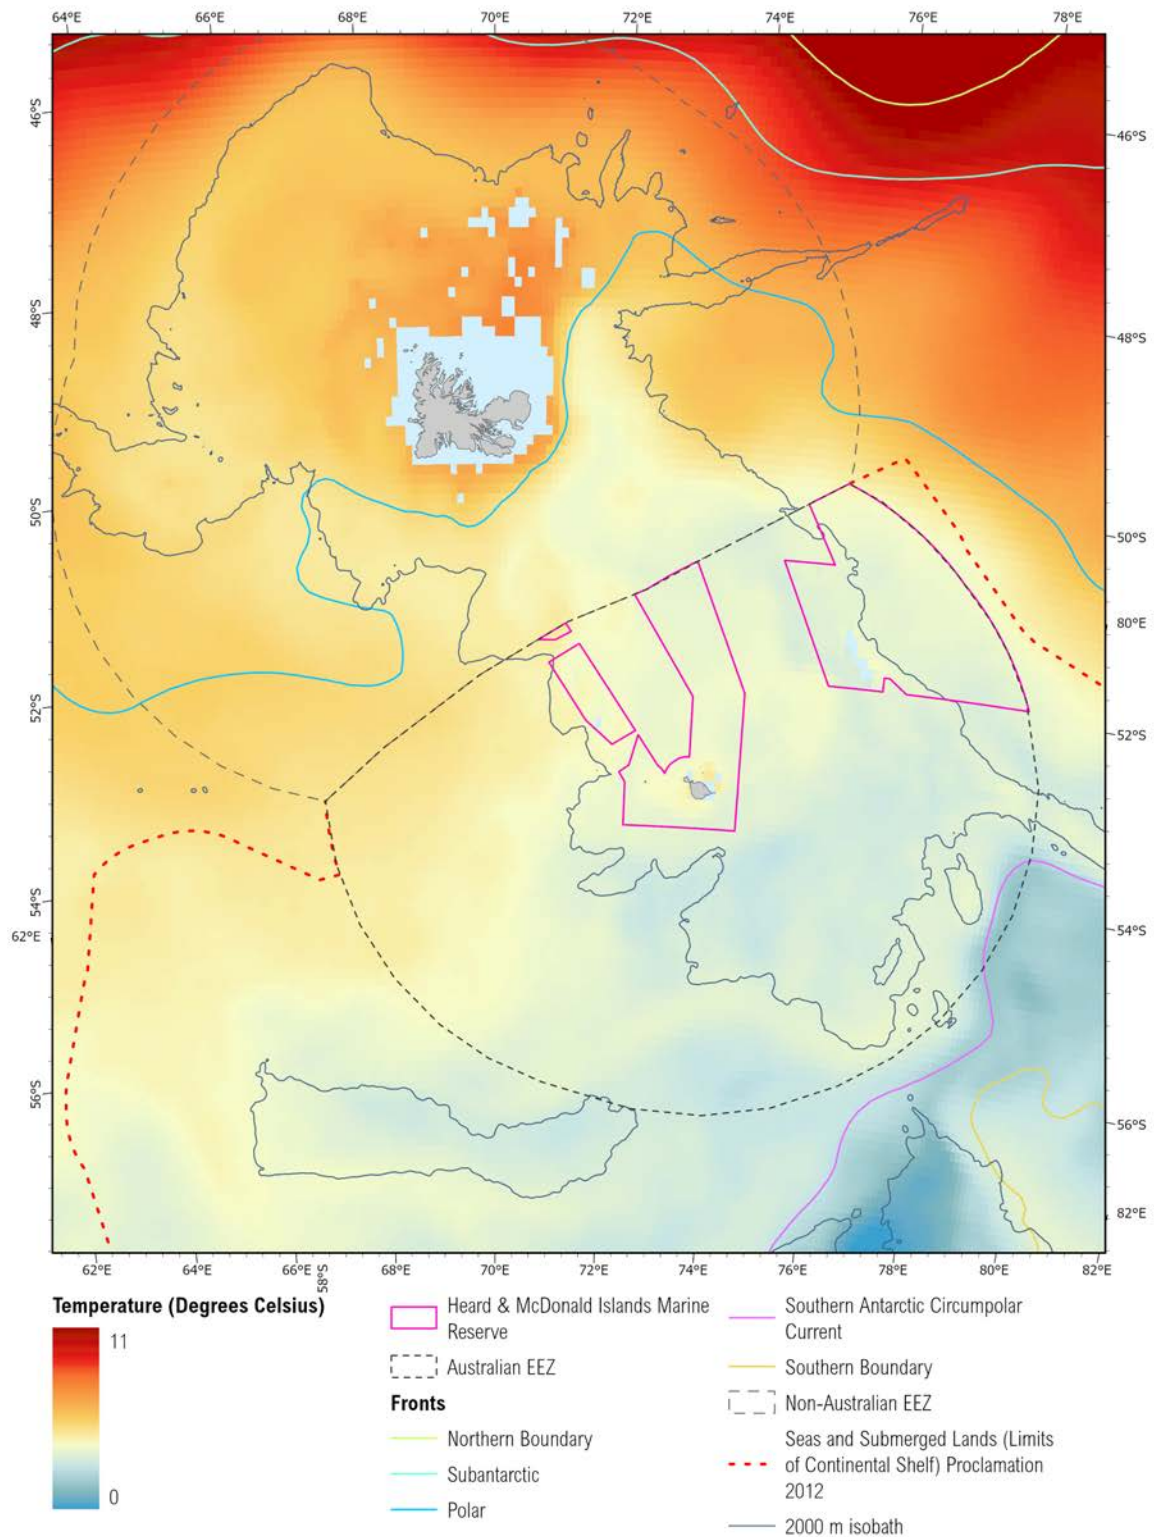 64°E 66°E 68°E 70°E 72°E 74°E 76°E 78°E
46°S
46°S
48°S
48°S
50°S
50°S
80°E
52°S
52°S
54°S
54°S
62°E
56°S
56°S
82°E
62°E 64°E 66°E 58°S 68°E 70°E 72°E 74°E 76°E 78°E 80°E 82°E
Temperature (Degrees Celsius)
11
0
Heard & McDonald Islands Marine
Reserve
Australian EEZ
Fronts
Northern Boundary
Subantarctic
Polar
Southern Antarctic Circumpolar
Current
Southern Boundary
Non-Australian EEZ
Seas and Submerged Lands (Limits
of Continental Shelf) Proclamation
2012
2000 m isobath